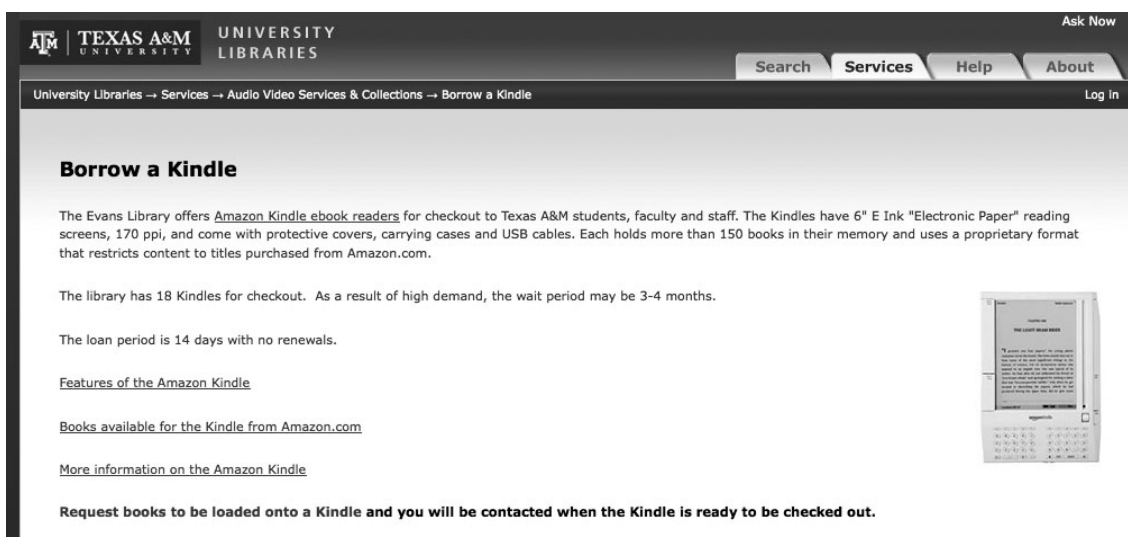 Ask Now
TEXAS A&M
UNIVERSITY
UNIVERSITY
LIBRARIES
Search Services Help About
University Libraries → Services → Audio Video Services & Collections → Borrow a Kindle
Log in
Borrow a Kindle
The Evans Library offers Amazon Kindle ebook readers for checkout to Texas A&M students, faculty and staff. The Kindles have 6" E Ink "Electronic Paper" reading
screens, 170 ppi, and come with protective covers, carrying cases and USB cables. Each holds more than 150 books in their memory and uses a proprietary format
that restricts content to titles purchased from Amazon.com.
The library has 18 Kindles for checkout. As a result of high demand, the wait period may be 3-4 months.
The loan period is 14 days with no renewals.
Features of the Amazon Kindle
Books available for the Kindle from Amazon.com
More information on the Amazon Kindle
Request books to be loaded onto a Kindle and you will be contacted when the Kindle is ready to be checked out.